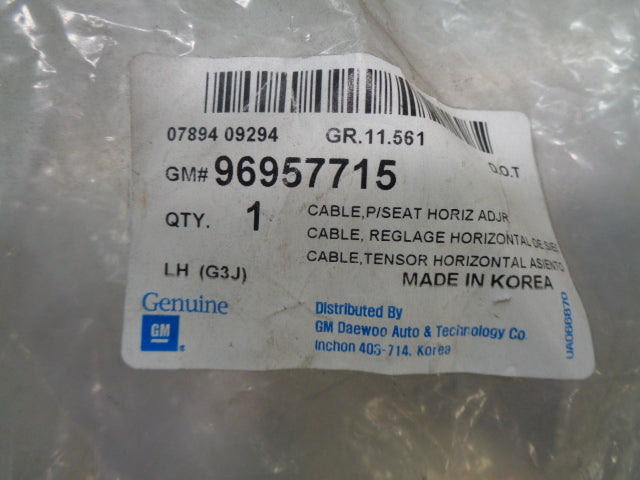 07894 09294 GR.11.561
GM# 96957715 D.O.T
QTY. 1 CABLE,P/SEAT HORIZ ADJR
CABLE, REGLAGE HORIZONTAL DE
CABLE,TENSOR HORIZONTAL ASIENTO
LH (G3J) MADE IN KOREA
Genuine
GM
Distributed By
GM Daewoo Auto & Technology Co.
Inchon 403-714, Korea
UA066870